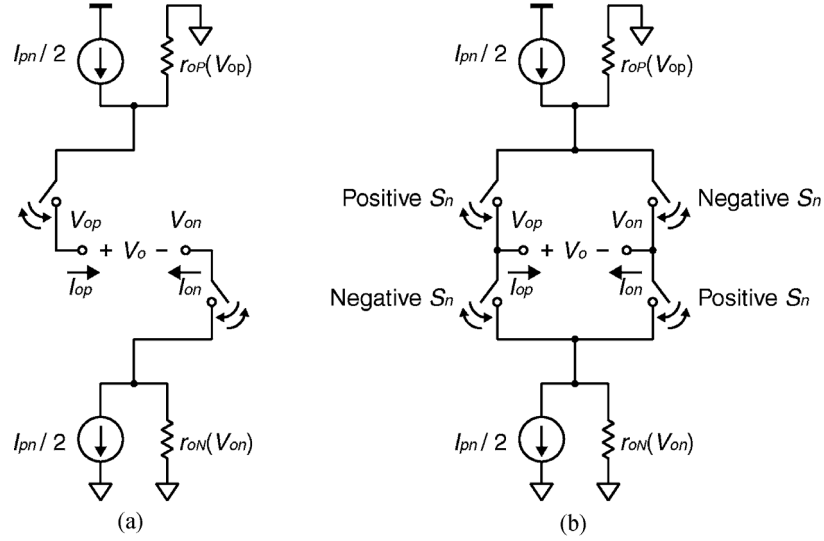 Ipn / 2
roP(Vop)
Vop
Von
+ Vo −
Iop
Ion
Ipn / 2
roN(Von)
(a)
Ipn / 2
roP(Vop)
Positive Sn
Negative Sn
Vop
Von
+ Vo −
Negative Sn
Iop
Ion
Positive Sn
Ipn / 2
roN(Von)
(b)